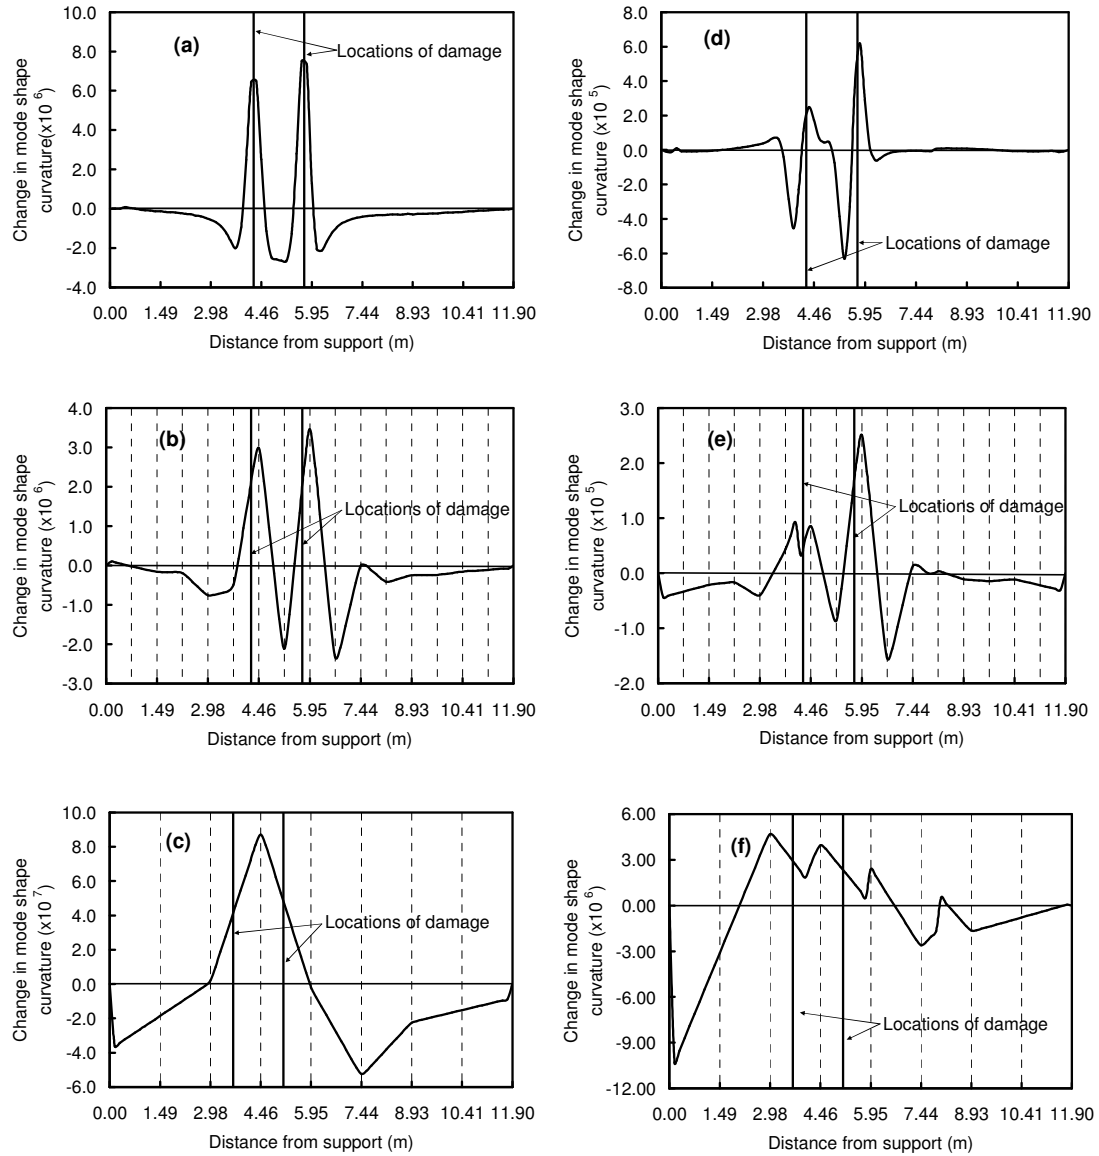 (a)
Locations of damage
Change in mode shape
curvature(x10 6)
10.0
8.0
6.0
4.0
2.0
0.0
-2.0
-4.0
0.00 1.49 2.98 4.46 5.95 7.44 8.93 10.41 11.90
Distance from support (m)
(d)
Locations of damage
Change in mode shape
curvature (x10 5)
8.0
6.0
4.0
2.0
0.0
-2.0
-4.0
-6.0
-8.0
0.00 1.49 2.98 4.46 5.95 7.44 8.93 10.41 11.90
Distance from support (m)
(b)
Locations of damage
Change in mode shape
curvature (x10 6)
4.0
3.0
2.0
1.0
0.0
-1.0
-2.0
-3.0
0.00 1.49 2.98 4.46 5.95 7.44 8.93 10.41 11.90
Distance from support (m)
(e)
Locations of damage
Change in mode shape
curvature (x10 5)
3.0
2.0
1.0
0.0
-1.0
-2.0
0.00 1.49 2.98 4.46 5.95 7.44 8.93 10.41 11.90
Distance from support (m)
(c)
Locations of damage
Change in mode shape
curvature (x10 7)
10.0
8.0
6.0
4.0
2.0
0.0
-2.0
-4.0
-6.0
0.00 1.49 2.98 4.46 5.95 7.44 8.93 10.41 11.90
Distance from support (m)
(f)
Locations of damage
Change in mode shape
curvature (x10 6)
6.00
3.00
0.00
-3.00
-6.00
-9.00
-12.00
0.00 1.49 2.98 4.46 5.95 7.44 8.93 10.41 11.90
Distance from support (m)